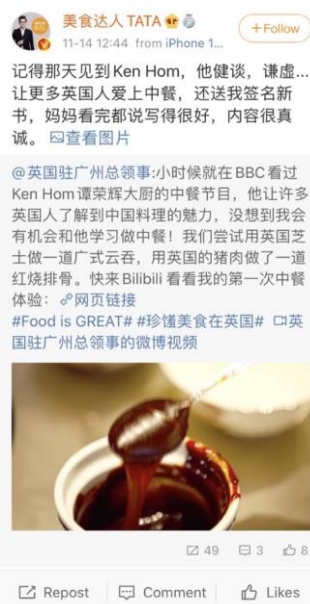 美食达人TATA
11-14 12:44 from iPhone 1...
+Follow
记得那天见到Ken Hom，他健谈，谦虚...
让更多英国人爱上中餐，还送我签名新
书，妈妈看完都说写得很好，内容很真
诚。查看图片
@英国驻广州总领事:小时候就在BBC看过
Ken Hom谭荣辉大厨的中餐节目，他让许多
英国人了解到中国料理的魅力，没想到我会
有机会和他学习做中餐！我们尝试用英国芝
士做一道广式云吞，用英国的猪肉做了一道
红烧排骨。快来Bilibili看看我的第一次中餐
体验：网页链接
#Food is GREAT# #珍馐美食在英国# 英
国驻广州总领事的微博视频
49 3 8
Repost Comment Likes